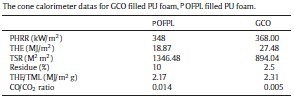 The cone calorimeter datas for GCO filled PU foam, POFPL filled PU foam.
POFPL GCO
PHRR (kW/m²) 348 368.00
THE (MJ/m²) 18.87 27.48
TSR (M² m²) 1346.48 894.04
Residue (%) 10 2.5
THE/TML (MJ/m² g) 2.17 2.31
CO/CO₂ ratio 0.014 0.005